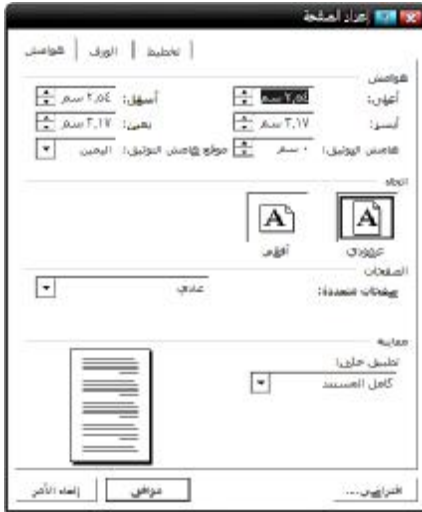 إعداد الصفحة
هوامش | الورق | تخطيط
هوامش
أعلى: ٢,٥٤ سم أسفل: ٢,٥٤ سم
أيسر: ٣,١٧ سم يمين: ٣,١٧ سم
هامش التوثيق: ٠ سم موقع هامش التوثيق: اليمين
اتجاه
A A
عمودي أفقي
الصفحات
صفحات متعددة: عادي
معاينة
تطبيق على:
كامل المستند
افتراضي... موافق إلغاء الأمر